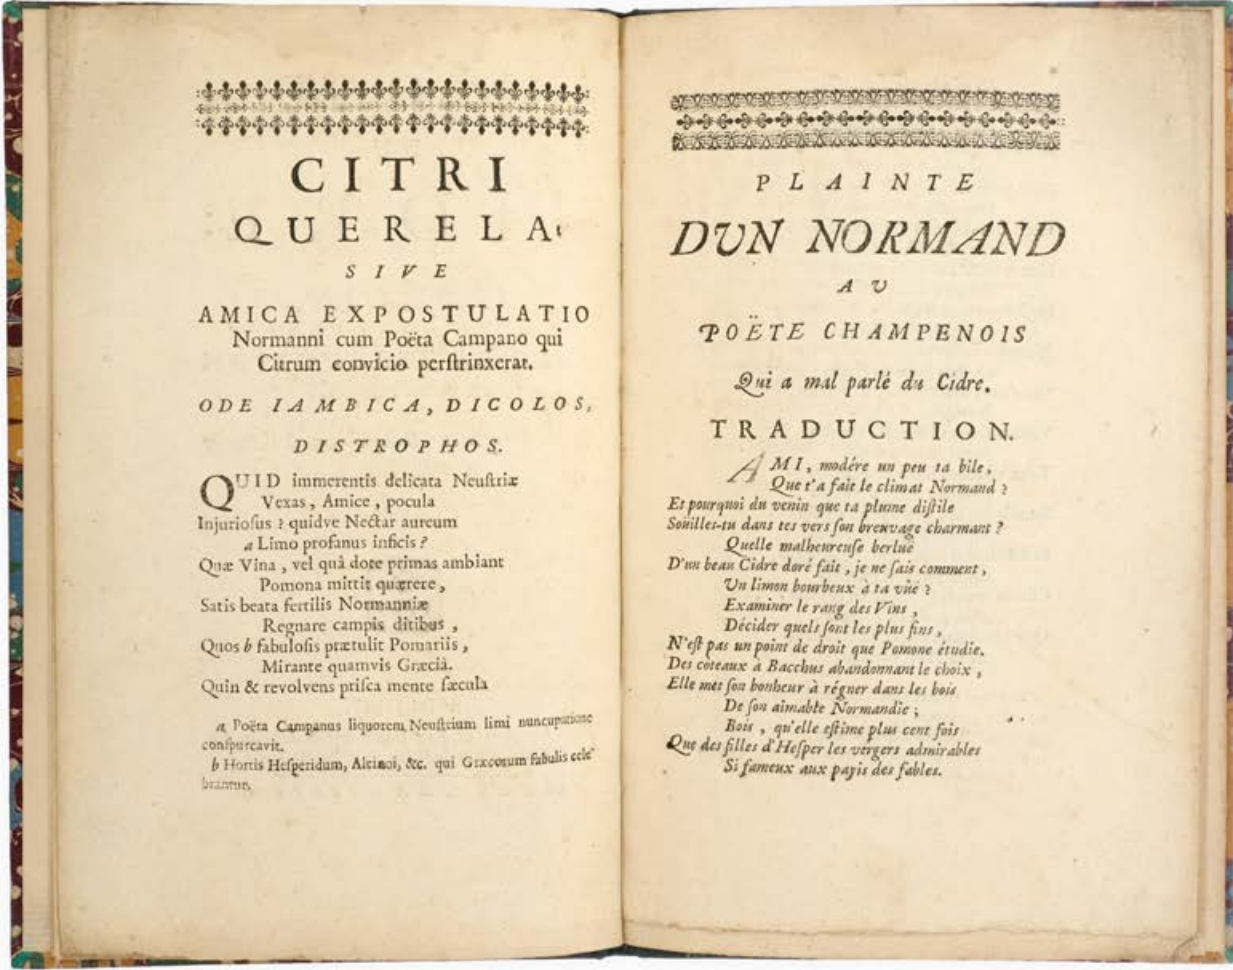 CITRI
QUERELA,
SIVE
AMICA EXPOSTULATIO
Normanni cum Poëta Campano qui
Citrum convicio perſtrinxerat.
ODE IAMBICA, DICOLOS,
DISTROPHOS.
QUID immerentis delicata Neuſtriæ
Vexas, Amice, pocula
Injurioſus ? quidve Nectar aureum
a Limo profanus inficis ?
Quæ Vina, vel quâ dote primas ambiant
Pomona mittit quærere,
Satis beata fertilis Normanniæ
Regnare campis ditibus,
Quos b fabuloſis prætulit Pomariis,
Mirante quamvis Græciâ.
Quin & revolvens priſca mente ſæcula
a Poëta Campanus liquorem Neuſtrium limi nuncupatione
conſpurcavit.
b Hortis Heſperidum, Alcinoi, &c. qui Græcorum fabulis cele
brantur.
PLAINTE
DVN NORMAND
AU
POËTE CHAMPENOIS
Qui a mal parlé du Cidre.
TRADUCTION.
AMI, modére un peu ta bile,
Que t'a fait le climat Normand ?
Et pourquoi du venin que ta plume diſtile
Soüilles-tu dans tes vers ſon breuvage charmant ?
Quelle malheureuſe berluë
D'un beau Cidre doré fait, je ne ſais comment,
Un limon bourbeux à ta vüe ?
Examiner le rang des Vins,
Décider quels ſont les plus fins,
N'eſt pas un point de droit que Pomone étudie.
Des côteaux à Bacchus abandonnant le choix,
Elle met ſon bonheur à régner dans les bois
De ſon aimable Normandie ;
Bois, qu'elle eſtime plus cent fois
Que des filles d'Heſper les vergers admirables
Si fameux aux payis des fables.